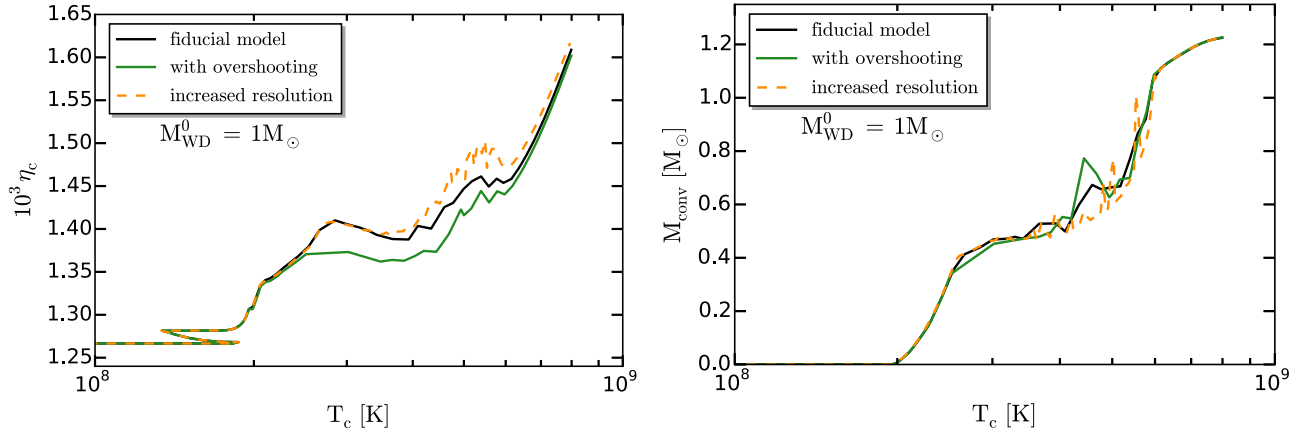 1.65
1.60
1.55
1.50
1.45
1.40
1.35
1.30
1.25
10³ η_c
fiducial model
with overshooting
increased resolution
M⁰_WD = 1M_⊙
10⁸
10⁹
T_c [K]
1.2
1.0
0.8
0.6
0.4
0.2
0.0
M_conv [M_⊙]
fiducial model
with overshooting
increased resolution
M⁰_WD = 1M_⊙
10⁸
10⁹
T_c [K]